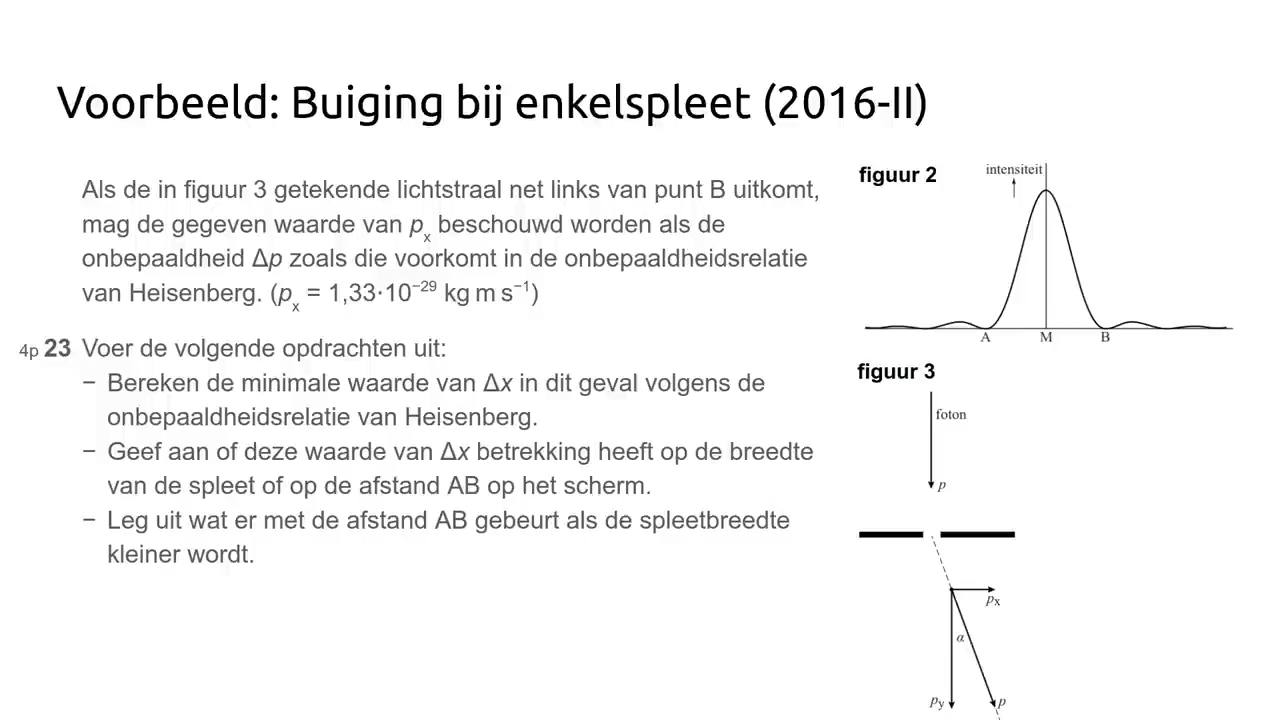 Voorbeeld: Buiging bij enkelspleet (2016-II)
Als de in figuur 3 getekende lichtstraal net links van punt B uitkomt,
mag de gegeven waarde van pₓ beschouwd worden als de
onbepaaldheid Δp zoals die voorkomt in de onbepaaldheidsrelatie
van Heisenberg. (pₓ = 1,33·10⁻²⁹ kg m s⁻¹)
4p 23 Voer de volgende opdrachten uit:
− Bereken de minimale waarde van Δx in dit geval volgens de
onbepaaldheidsrelatie van Heisenberg.
− Geef aan of deze waarde van Δx betrekking heeft op de breedte
van de spleet of op de afstand AB op het scherm.
− Leg uit wat er met de afstand AB gebeurt als de spleetbreedte
kleiner wordt.
figuur 2
intensiteit
A M B
figuur 3
foton
p
pₓ
α
py p